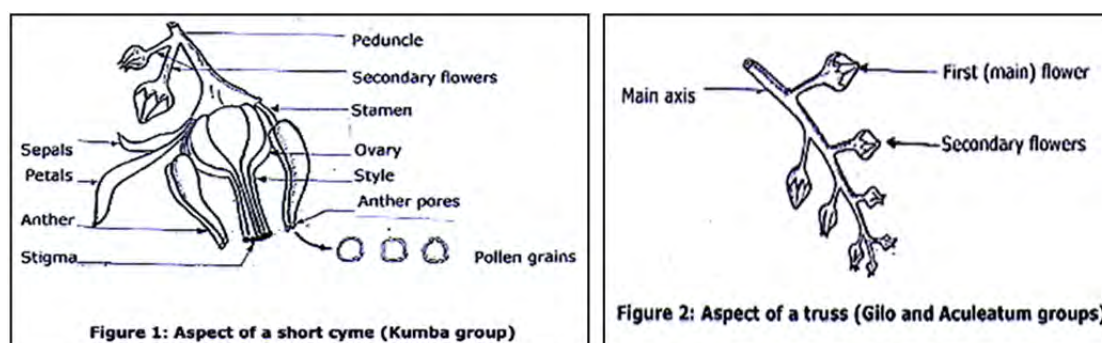 Peduncle
Secondary flowers
Stamen
Sepals
Ovary
Petals
Style
Anther
Anther pores
Stigma
Pollen grains
Figure 1: Aspect of a short cyme (Kumba group)
First (main) flower
Main axis
Secondary flowers
Figure 2: Aspect of a truss (Gilo and Aculeatum groups)